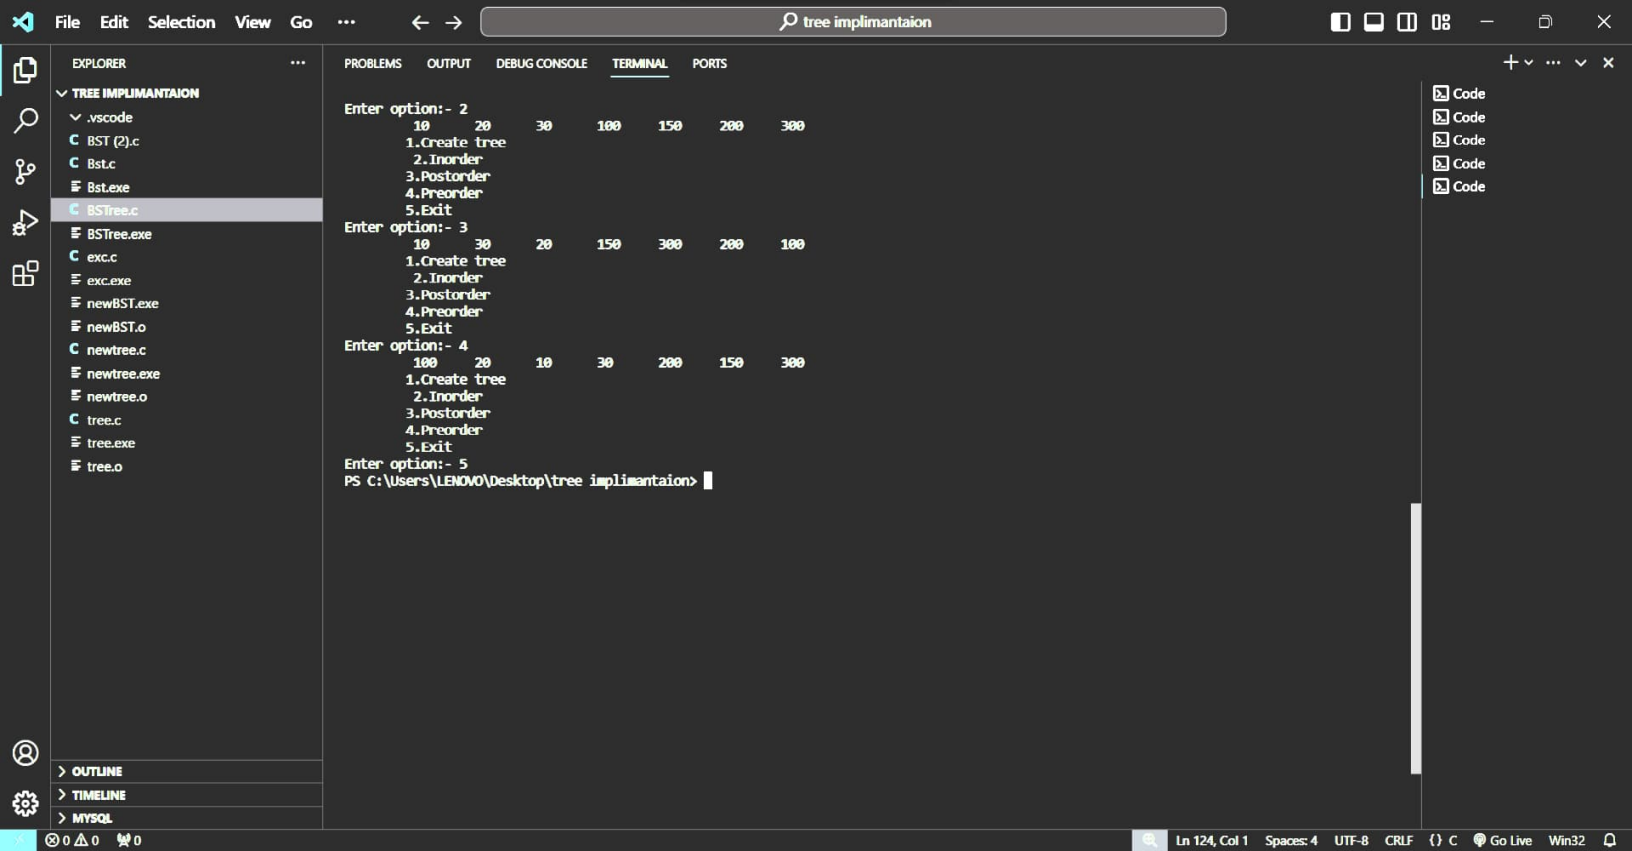 File Edit Selection View Go ··· tree implimantaion
EXPLORER ···
TREE IMPLIMANTAION
.vscode
C BST (2).c
C Bst.c
Bst.exe
C BSTree.c
BSTree.exe
C exc.c
exc.exe
newBST.exe
newBST.o
C newtree.c
newtree.exe
newtree.o
C tree.c
tree.exe
tree.o
OUTLINE
TIMELINE
MYSQL
PROBLEMS OUTPUT DEBUG CONSOLE TERMINAL PORTS
Enter option:- 2
10 20 30 100 150 200 300
1.Create tree
2.Inorder
3.Postorder
4.Preorder
5.Exit
Enter option:- 3
10 30 20 150 300 200 100
1.Create tree
2.Inorder
3.Postorder
4.Preorder
5.Exit
Enter option:- 4
100 20 10 30 200 150 300
1.Create tree
2.Inorder
3.Postorder
4.Preorder
5.Exit
Enter option:- 5
PS C:\Users\LENOVO\Desktop\tree implimantaion>
Code
Code
Code
Code
Code
0 0 0 Ln 124, Col 1 Spaces: 4 UTF-8 CRLF {} C Go Live Win32